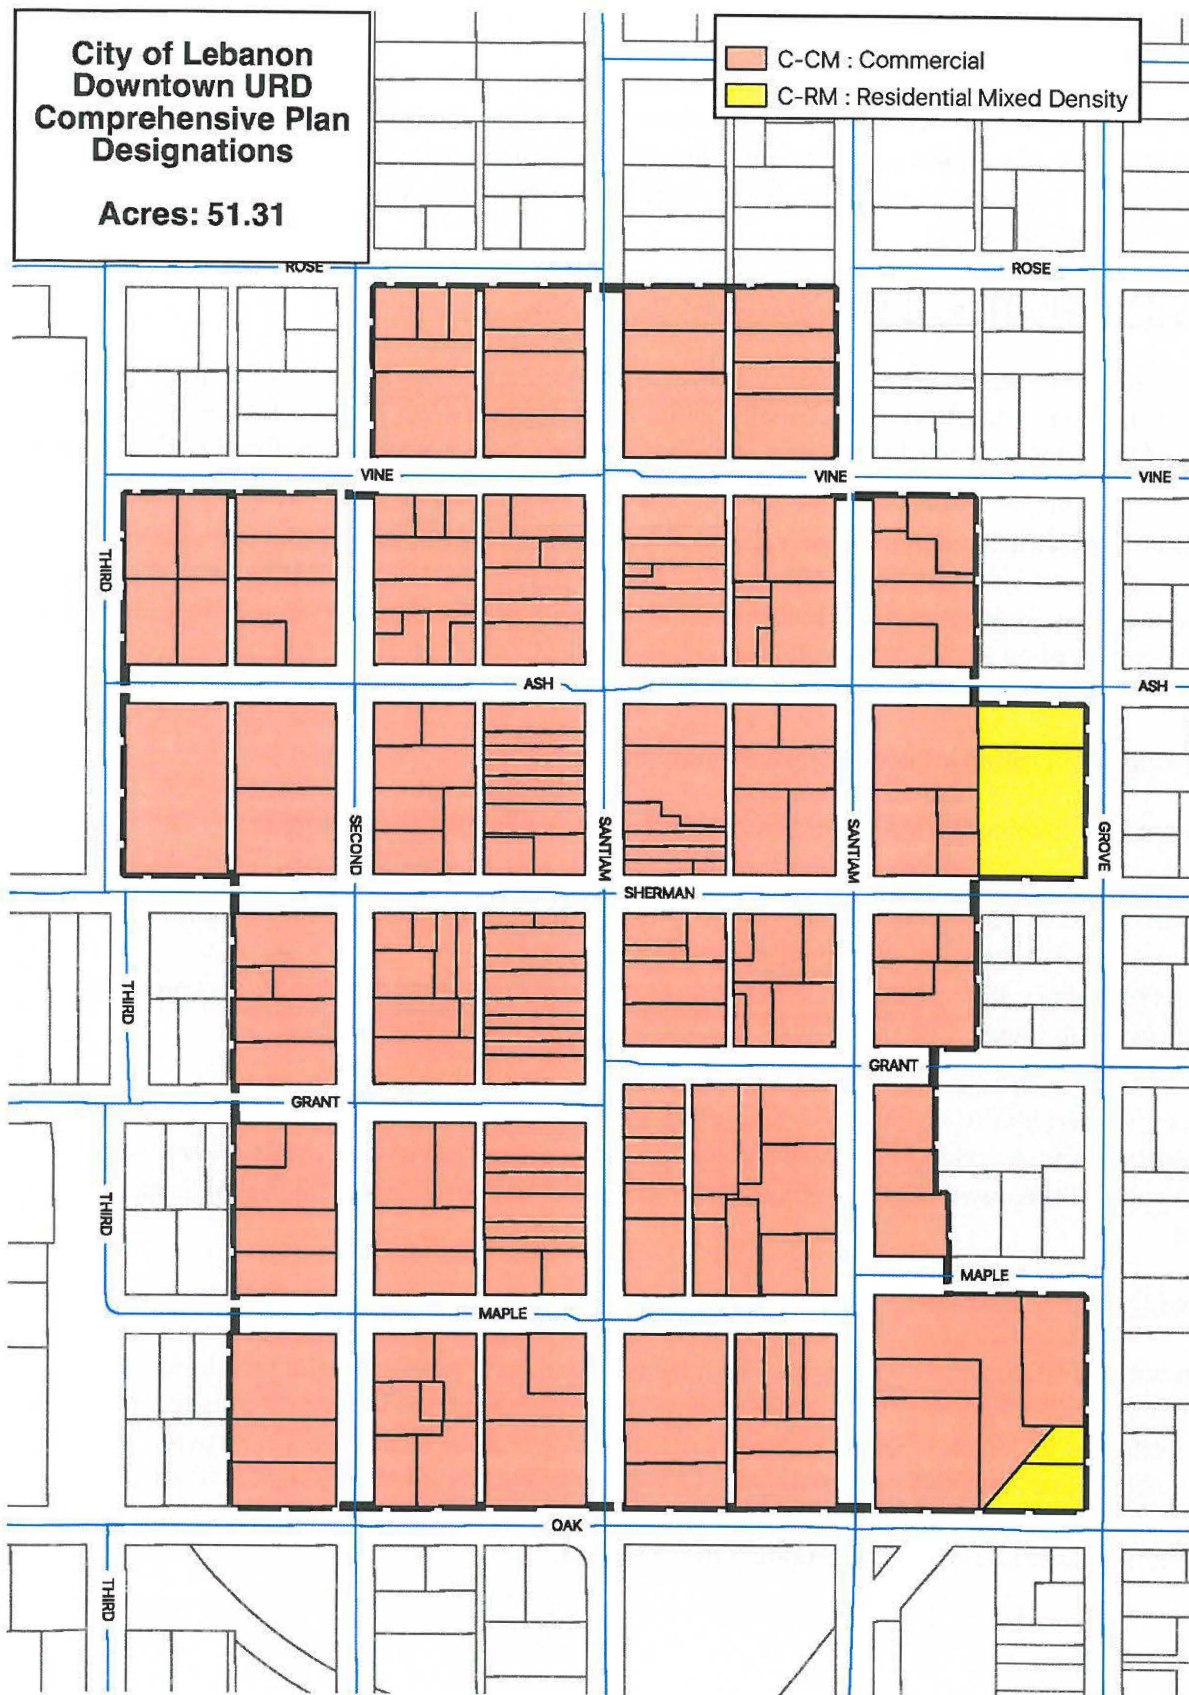 City of Lebanon
Downtown URD
Comprehensive Plan
Designations
Acres: 51.31
C-CM : Commercial
C-RM : Residential Mixed Density
ROSE
ROSE
VINE
VINE
VINE
THIRD
ASH
ASH
SECOND
SANTIAM
SANTIAM
GROVE
SHERMAN
THIRD
GRANT
GRANT
THIRD
MAPLE
MAPLE
OAK
THIRD